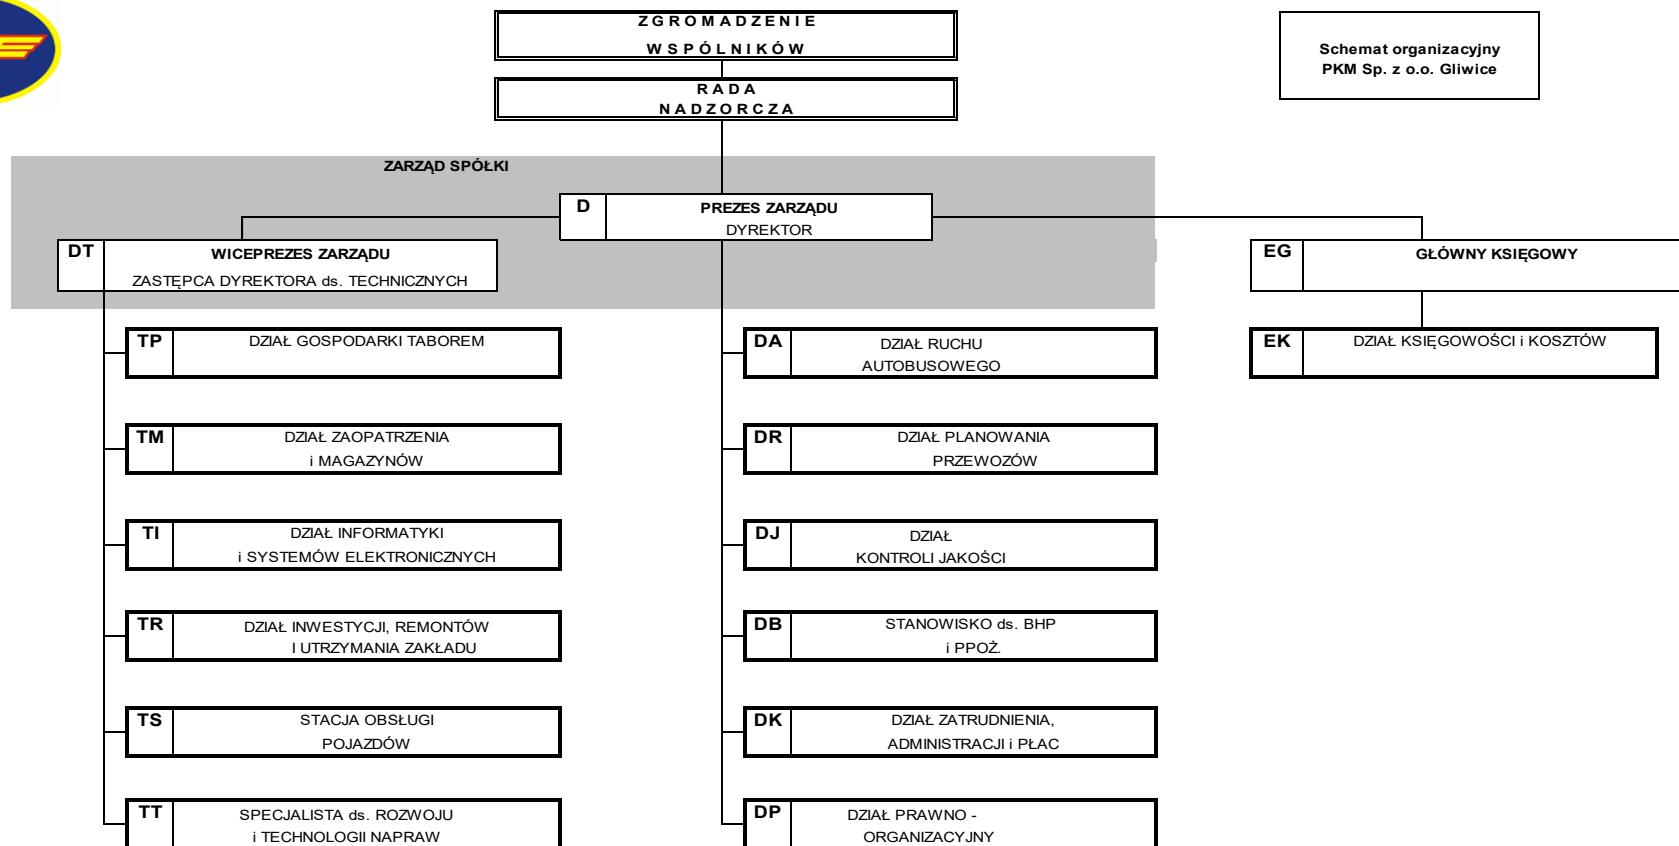 ZGROMADZENIE
WSPÓLNIKÓW
Schemat organizacyjny
PKM Sp. z o.o. Gliwice
RADA
NADZORCZA
ZARZĄD SPÓŁKI
D
PREZES ZARZĄDU
DYREKTOR
DT
WICEPREZES ZARZĄDU
ZASTĘPCA DYREKTORA ds. TECHNICZNYCH
EG
GŁÓWNY KSIĘGOWY
TP
DZIAŁ GOSPODARKI TABOREM
DA
DZIAŁ RUCHU
AUTOBUSOWEGO
EK
DZIAŁ KSIĘGOWOŚCI i KOSZTÓW
TM
DZIAŁ ZAOPATRZENIA
i MAGAZYNÓW
DR
DZIAŁ PLANOWANIA
PRZEWOZÓW
TI
DZIAŁ INFORMATYKI
i SYSTEMÓW ELEKTRONICZNYCH
DJ
DZIAŁ
KONTROLI JAKOŚCI
TR
DZIAŁ INWESTYCJI, REMONTÓW
I UTRZYMANIA ZAKŁADU
DB
STANOWISKO ds. BHP
i PPOŻ.
TS
STACJA OBSŁUGI
POJAZDÓW
DK
DZIAŁ ZATRUDNIENIA,
ADMINISTRACJI i PŁAC
TT
SPECJALISTA ds. ROZWOJU
i TECHNOLOGII NAPRAW
DP
DZIAŁ PRAWNO -
ORGANIZACYJNY